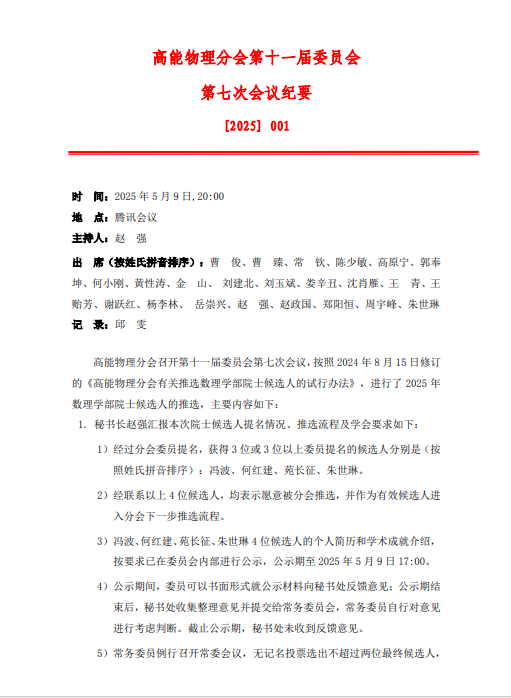 高能物理分会第十一届委员会
第七次会议纪要
[2025] 001
时 间：2025 年 5 月 9 日,20:00
地 点：腾讯会议
主持人：赵 强
出 席（按姓氏拼音排序）：曹 俊、曹 臻、常 钦、陈少敏、高原宁、郭奉
坤、何小刚、黄性涛、金 山、 刘建北、刘玉斌、娄辛丑、沈肖雁、王 青、王
贻芳、谢跃红、杨李林、 岳崇兴、赵 强、赵政国、郑阳恒、周宇峰、朱世琳
记 录：邱 雯
高能物理分会召开第十一届委员会第七次会议，按照 2024 年 8 月 15 日修订
的《高能物理分会有关推选数理学部院士候选人的试行办法》，进行了 2025 年
数理学部院士候选人的推选，主要内容如下：
1. 秘书长赵强汇报本次院士候选人提名情况、推选流程及学会要求如下：
1）经过分会委员提名，获得 3 位或 3 位以上委员提名的候选人分别是（按
照姓氏拼音排序）：冯波、何红建、苑长征、朱世琳。
2）经联系以上 4 位候选人，均表示愿意被分会推选，并作为有效候选人进
入分会下一步推选流程。
3）冯波、何红建、苑长征、朱世琳 4 位候选人的个人简历和学术成就介绍，
按要求已在委员会内部进行公示，公示期至 2025 年 5 月 9 日 17:00。
4）公示期间，委员可以书面形式就公示材料向秘书处反馈意见；公示期结
束后，秘书处收集整理意见并提交给常务委员会，常务委员自行对意见
进行考虑判断。截止公示期，秘书处未收到反馈意见。
5）常务委员例行召开常委会议，无记名投票选出不超过两位最终候选人，